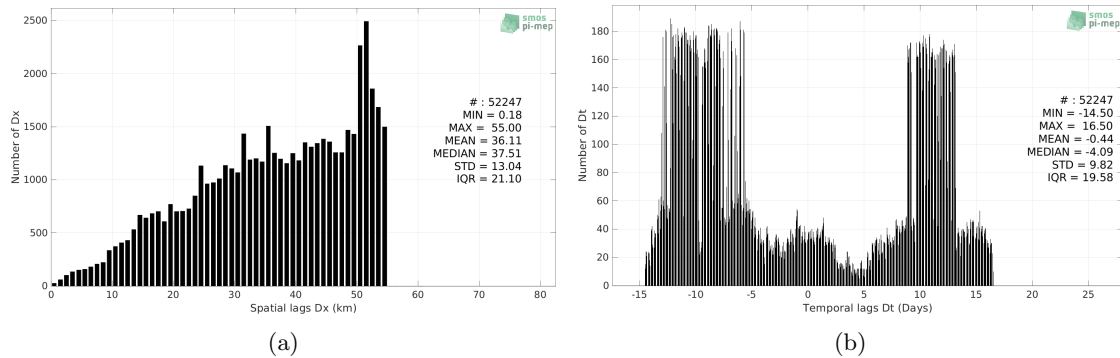 2500
2000
1500
1000
500
0
Number of Dx
smos
pi-mep
# : 52247
MIN = 0.18
MAX = 55.00
MEAN = 36.11
MEDIAN = 37.51
STD = 13.04
IQR = 21.10
0 10 20 30 40 50 60 70 80
Spatial lags Dx (km)
(a)
180
160
140
120
100
80
60
40
20
0
Number of Dt
smos
pi-mep
# : 52247
MIN = -14.50
MAX = 16.50
MEAN = -0.44
MEDIAN = -4.09
STD = 9.82
IQR = 19.58
-15 -10 -5 0 5 10 15 20 25
Temporal lags Dt (Days)
(b)